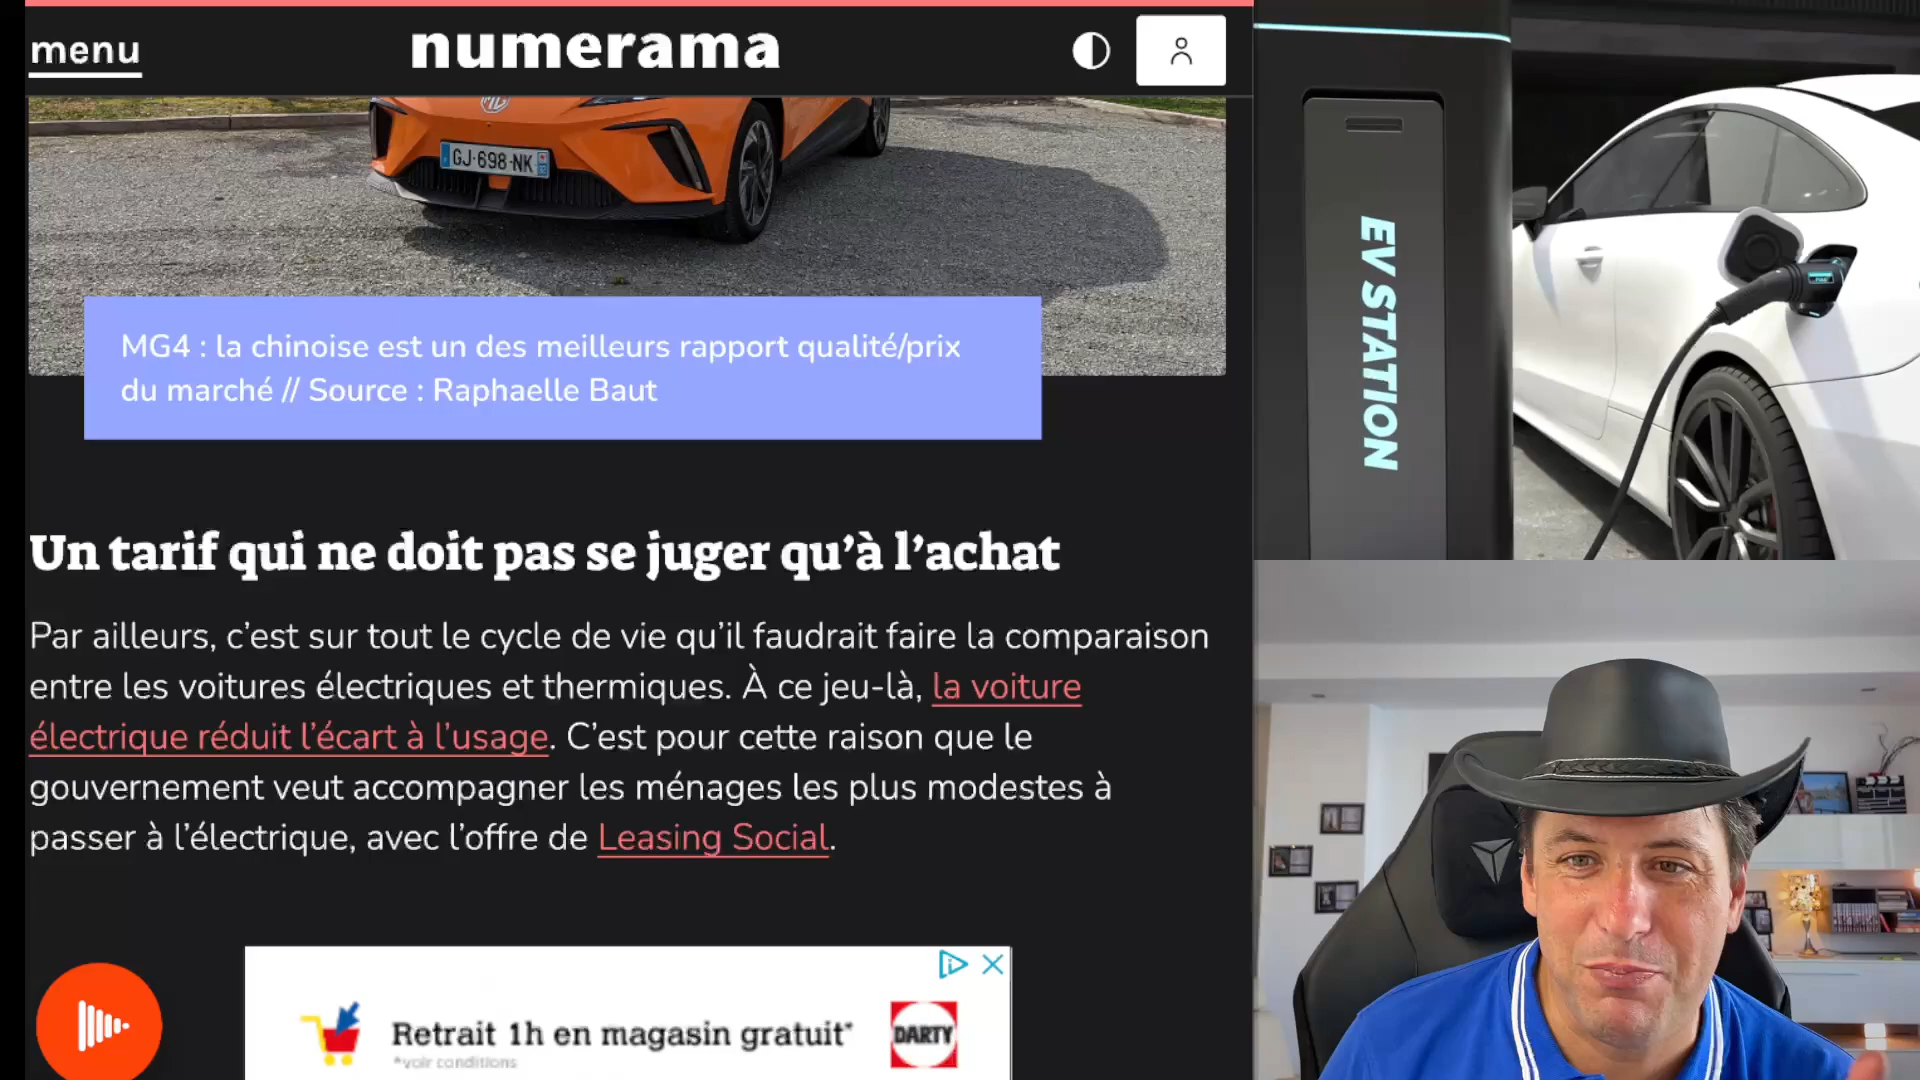 menu
numerama
GJ-698-NK
MG4 : la chinoise est un des meilleurs rapport qualité/prix
du marché // Source : Raphaelle Baut
Un tarif qui ne doit pas se juger qu’à l’achat
Par ailleurs, c’est sur tout le cycle de vie qu’il faudrait faire la comparaison
entre les voitures électriques et thermiques. À ce jeu-là, la voiture
électrique réduit l’écart à l’usage. C’est pour cette raison que le
gouvernement veut accompagner les ménages les plus modestes à
passer à l’électrique, avec l’offre de Leasing Social.
Retrait 1h en magasin gratuit*
*voir conditions
DARTY
EV STATION